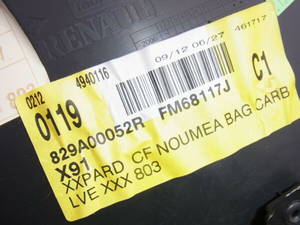 RENAULT
461717
09/12 06/27
0212 4940116
0119
C1
829A00052R FM68117J
X91
XXPARD CF NOUMEA BAG CARB
LVE XXX 803
803